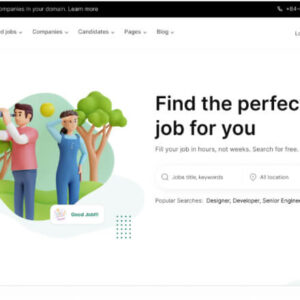 ompanies in your domain. Learn more
+84-
d jobs Companies Candidates Pages Blog
Lo
Find the perfec
job for you
Fill your job in hours, not weeks. Search for free.
Jobs title, keywords All location
Good Job!!!
Popular Searches: Designer, Developer, Senior Enginee